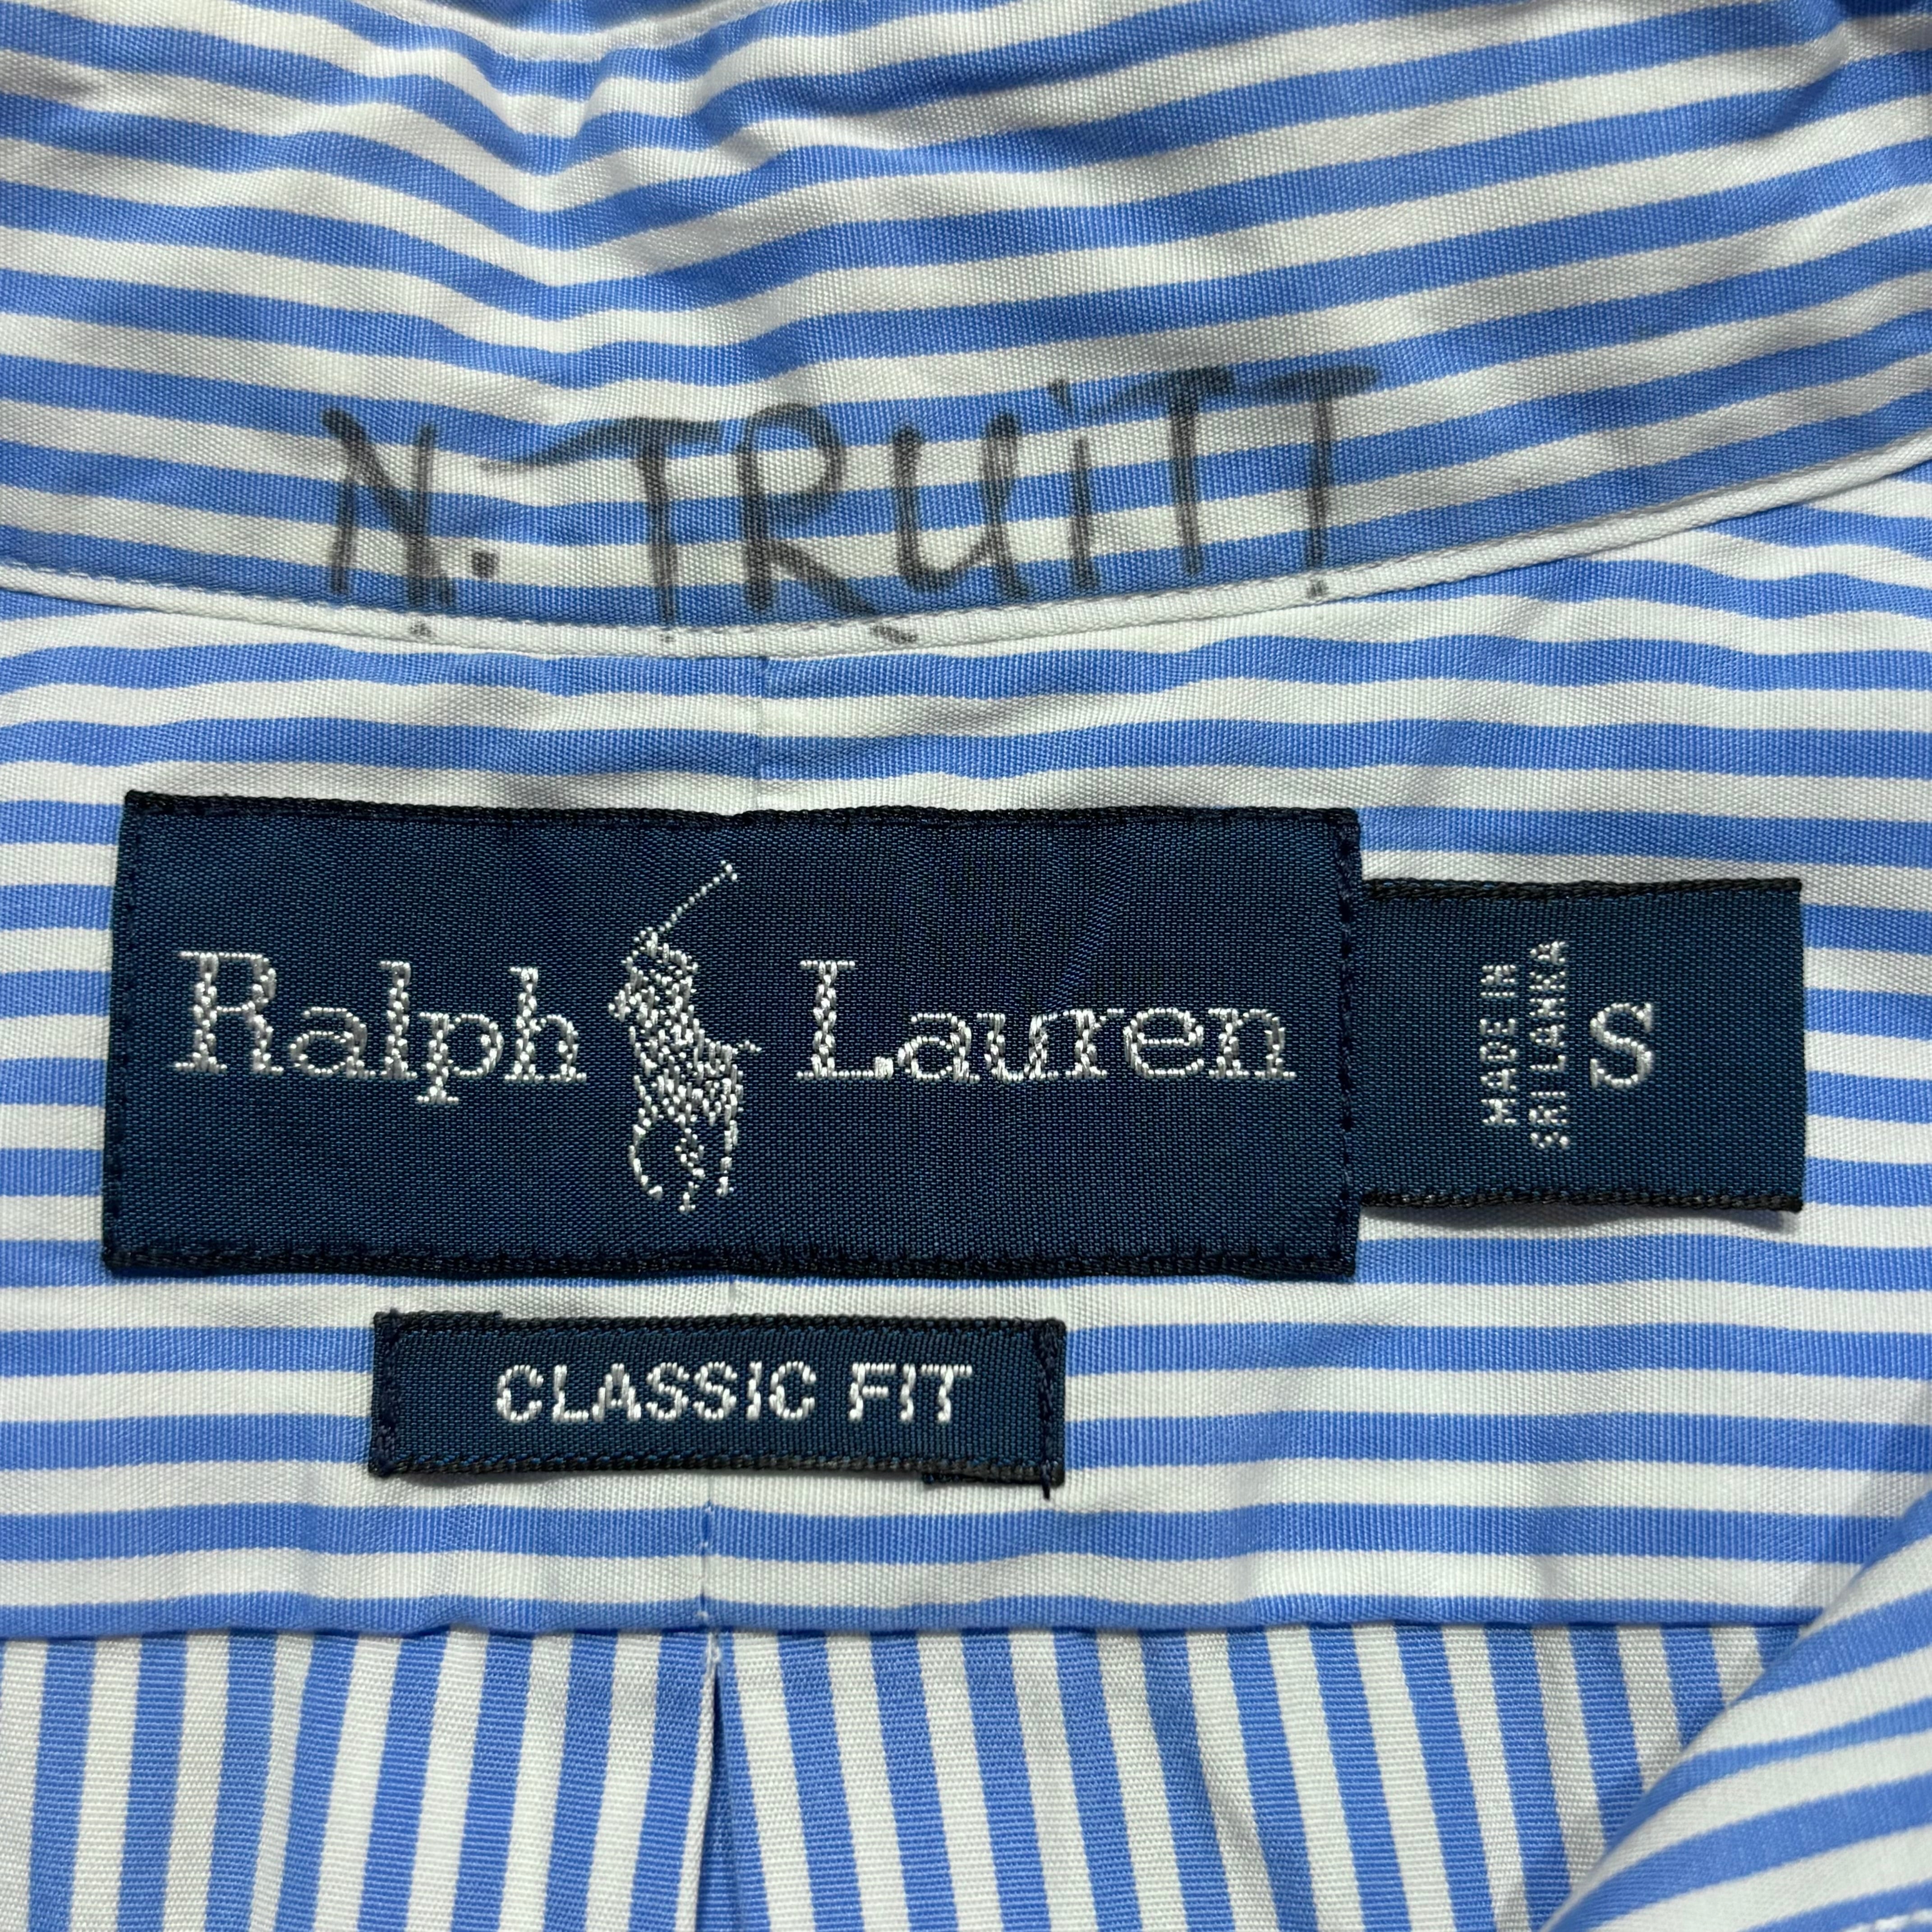 N. TRUiTT
Ralph Lauren
MADE IN
SRI LANKA
S
CLASSIC FIT